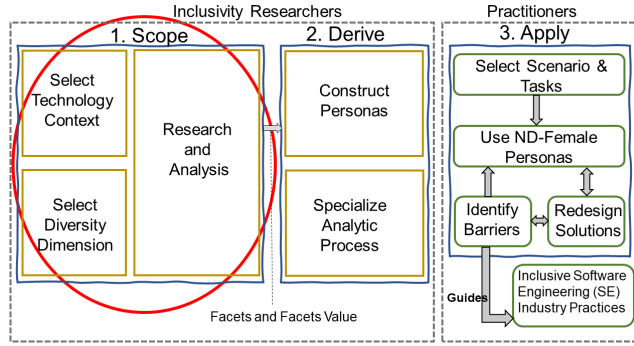 Inclusivity Researchers
Practitioners
1. Scope
2. Derive
3. Apply
Select
Technology
Context
Select
Diversity
Dimension
Research
and
Analysis
Construct
Personas
Specialize
Analytic
Process
Facets and Facets Value
Select Scenario &
Tasks
Use ND-Female
Personas
Identify
Barriers
Redesign
Solutions
Guides
Inclusive Software
Engineering (SE)
Industry Practices